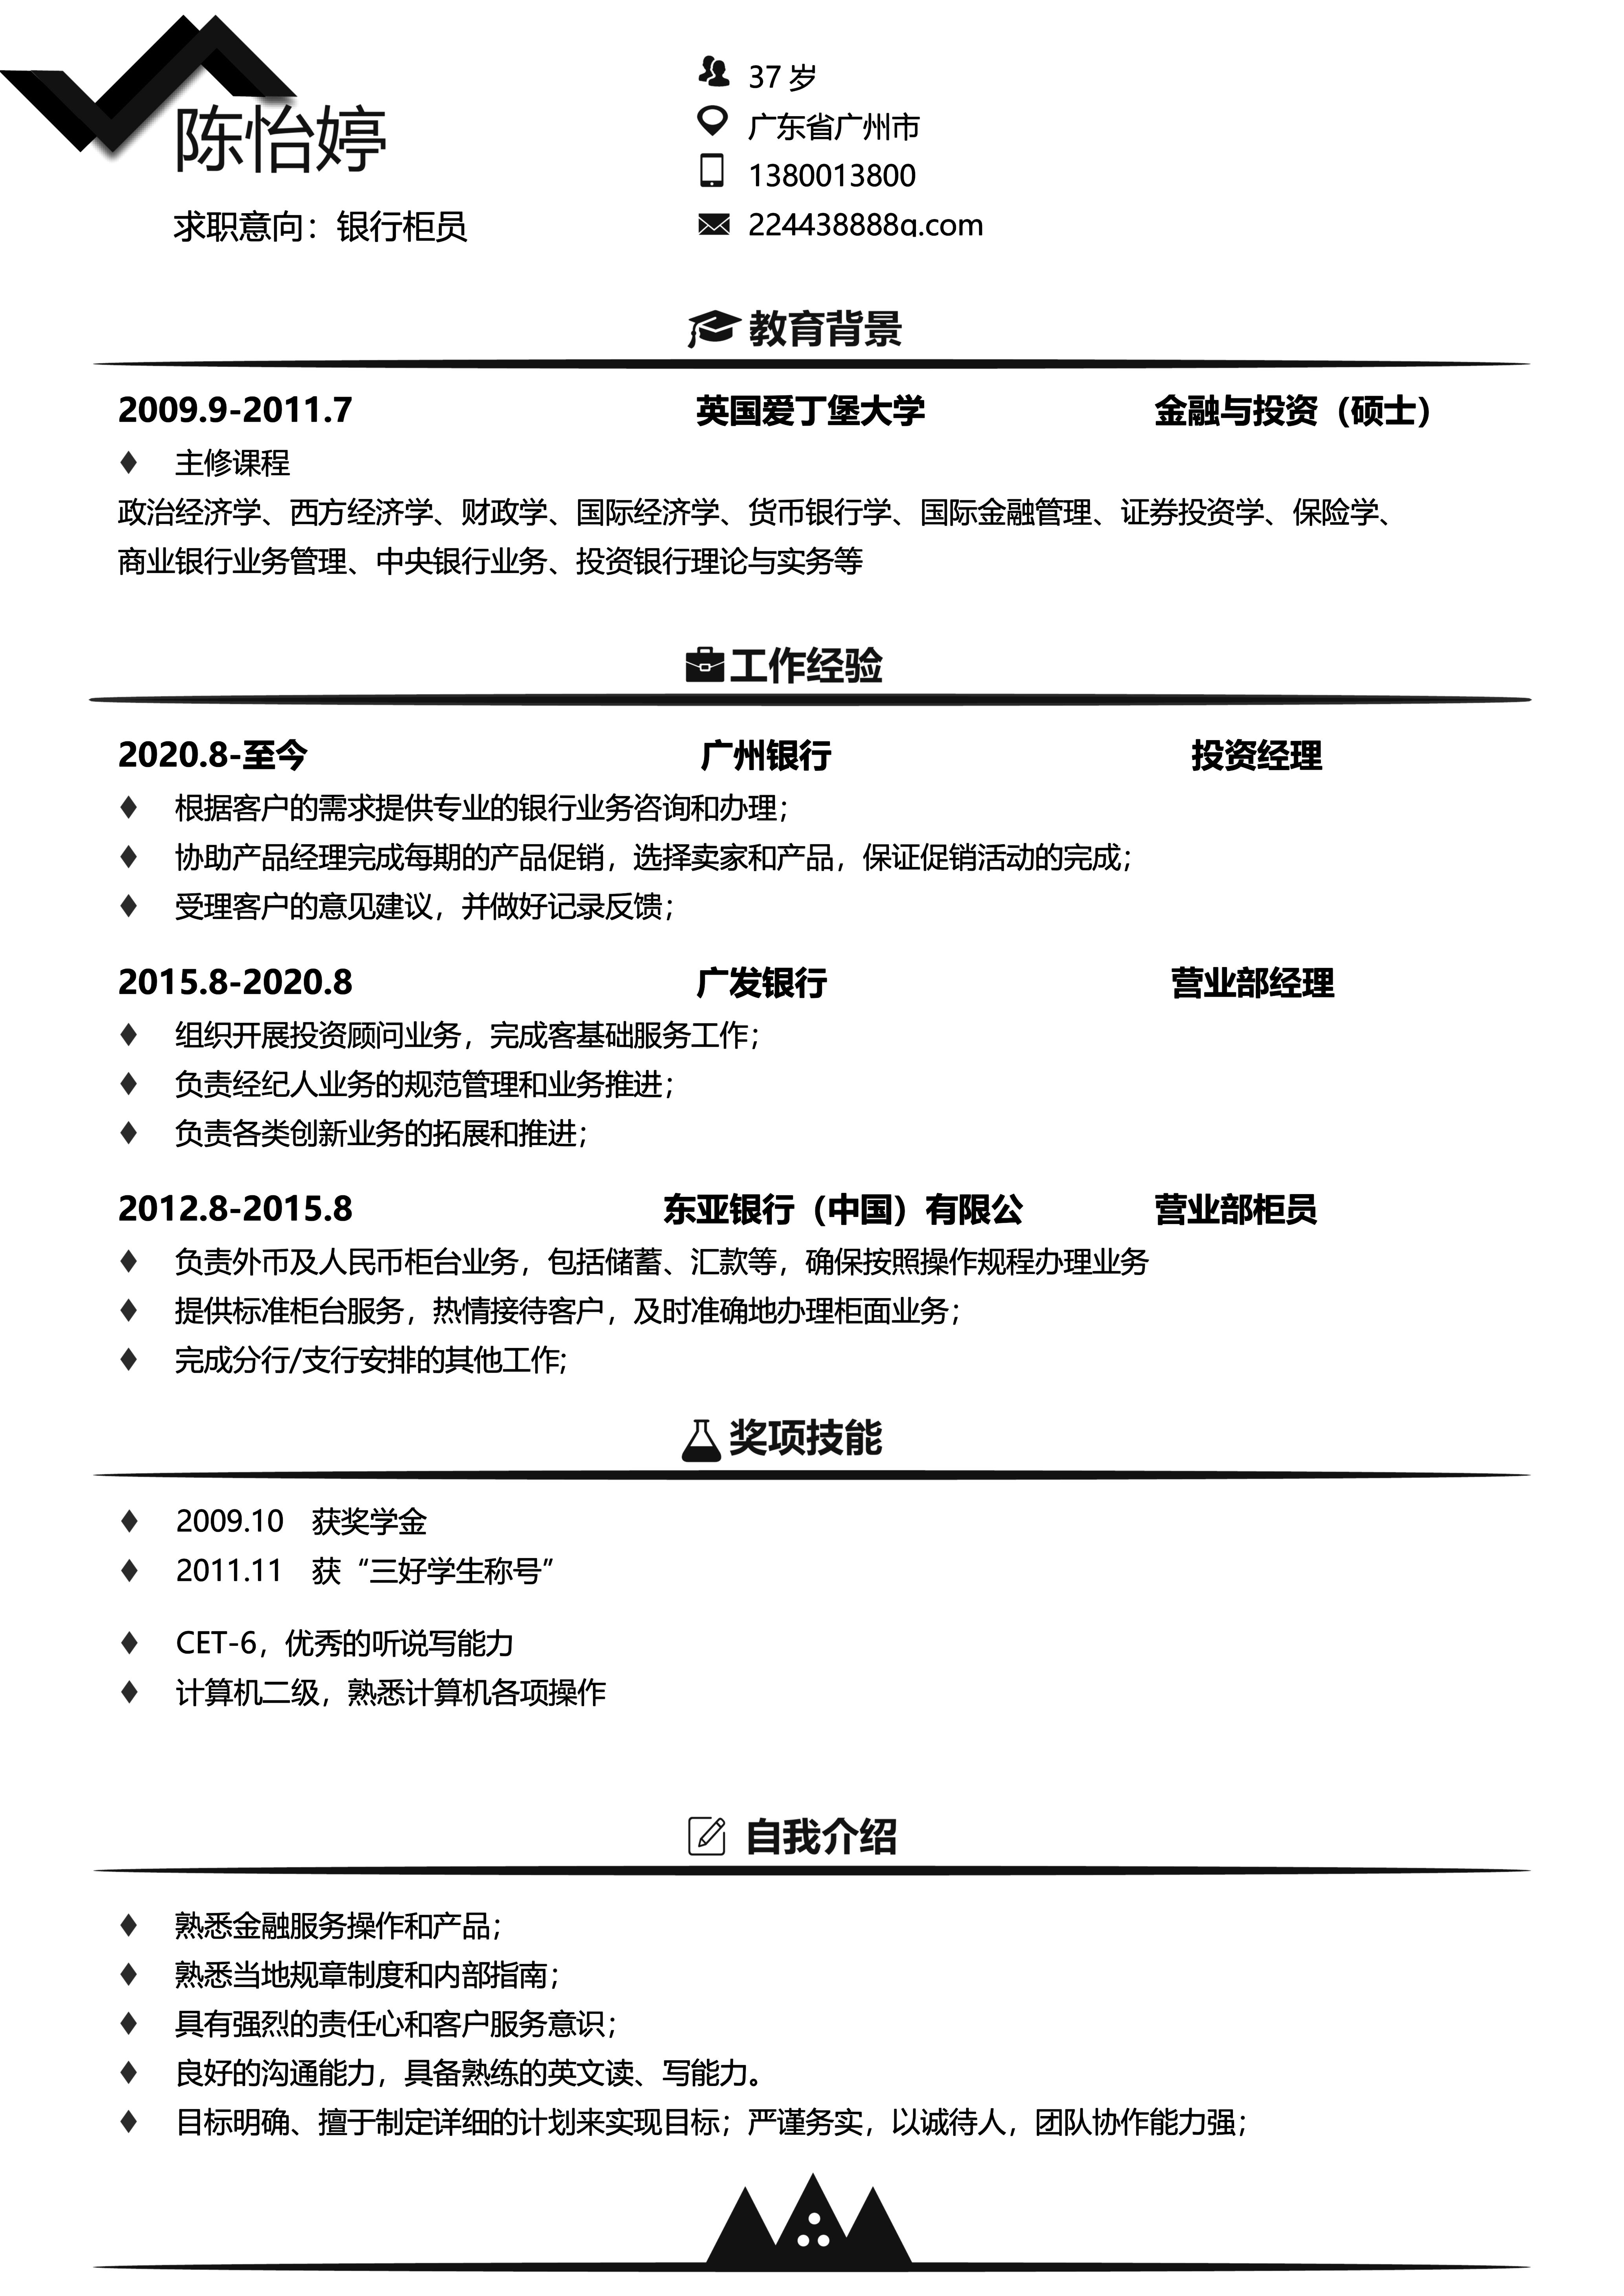 陈怡婷
求职意向：银行柜员
37 岁
广东省广州市
1380013800
224438888q.com
教育背景
2009.9-2011.7 英国爱丁堡大学 金融与投资（硕士）
主修课程
政治经济学、西方经济学、财政学、国际经济学、货币银行学、国际金融管理、证券投资学、保险学、
商业银行业务管理、中央银行业务、投资银行理论与实务等
工作经验
2020.8-至今 广州银行 投资经理
根据客户的需求提供专业的银行业务咨询和办理；
协助产品经理完成每期的产品促销，选择卖家和产品，保证促销活动的完成；
受理客户的意见建议，并做好记录反馈；
2015.8-2020.8 广发银行 营业部经理
组织开展投资顾问业务，完成客基础服务工作；
负责经纪人业务的规范管理和业务推进；
负责各类创新业务的拓展和推进；
2012.8-2015.8 东亚银行（中国）有限公 营业部柜员
负责外币及人民币柜台业务，包括储蓄、汇款等，确保按照操作规程办理业务
提供标准柜台服务，热情接待客户，及时准确地办理柜面业务；
完成分行/支行安排的其他工作;
奖项技能
2009.10 获奖学金
2011.11 获“三好学生称号”
CET-6，优秀的听说写能力
计算机二级，熟悉计算机各项操作
自我介绍
熟悉金融服务操作和产品；
熟悉当地规章制度和内部指南；
具有强烈的责任心和客户服务意识；
良好的沟通能力，具备熟练的英文读、写能力。
目标明确、擅于制定详细的计划来实现目标；严谨务实，以诚待人，团队协作能力强；